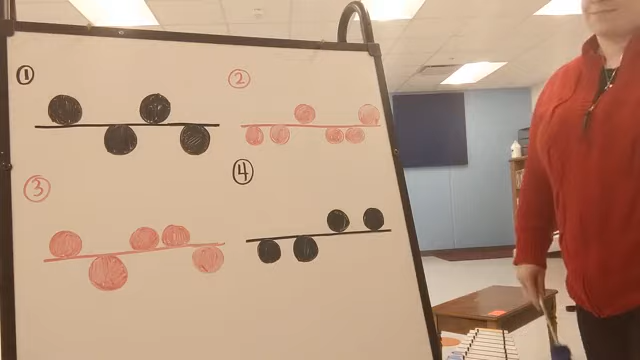 ①
②
③
④